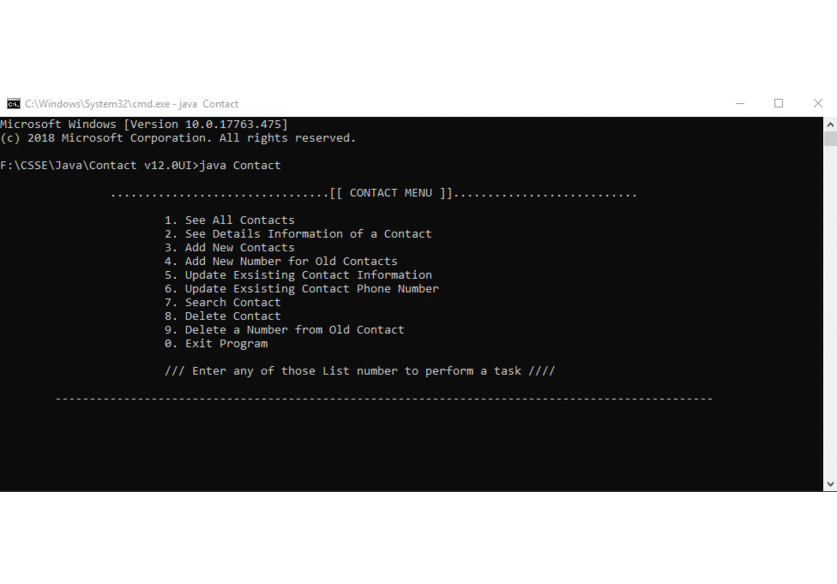 C:\Windows\System32\cmd.exe - java  Contact
Microsoft Windows [Version 10.0.17763.475]
(c) 2018 Microsoft Corporation. All rights reserved.
F:\CSSE\Java\Contact v12.0UI>java Contact
................................[[ CONTACT MENU ]]...........................
1. See All Contacts
2. See Details Information of a Contact
3. Add New Contacts
4. Add New Number for Old Contacts
5. Update Exsisting Contact Information
6. Update Exsisting Contact Phone Number
7. Search Contact
8. Delete Contact
9. Delete a Number from Old Contact
0. Exit Program
/// Enter any of those List number to perform a task ////
------------------------------------------------------------------------------------------------